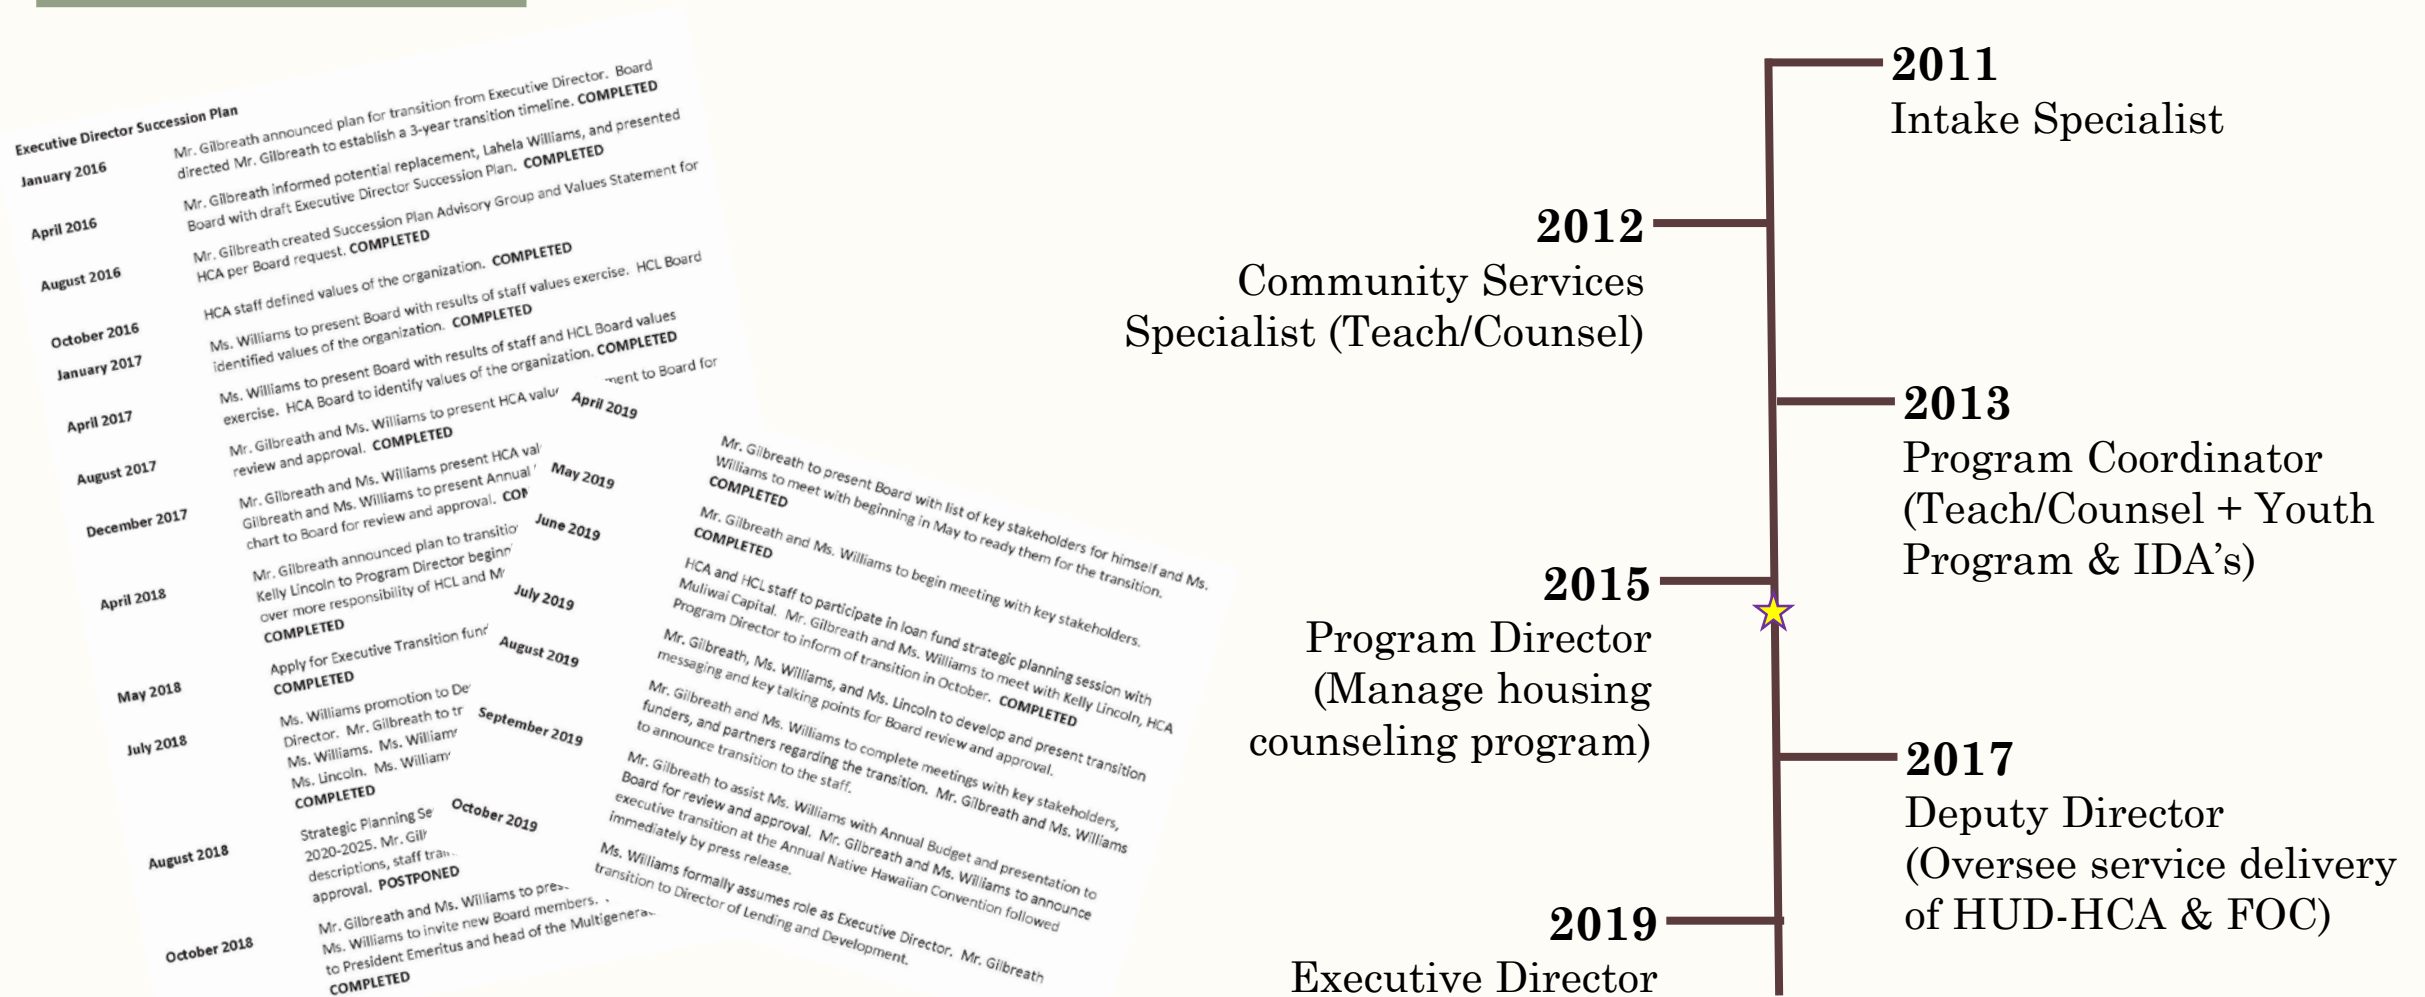 Executive Director Succession Plan
January 2016
Mr. Gilbreath announced plan for transition from Executive Director. Board
directed Mr. Gilbreath to establish a 3-year transition timeline. COMPLETED
April 2016
Mr. Gilbreath informed potential replacement, Lahela Williams, and presented
Board with draft Executive Director Succession Plan. COMPLETED
August 2016
Mr. Gilbreath created Succession Plan Advisory Group and Values Statement for
HCA per Board request. COMPLETED
October 2016
HCA staff defined values of the organization. COMPLETED
January 2017
Ms. Williams to present Board with results of staff values exercise. HCL Board
identified values of the organization. COMPLETED
April 2017
Ms. Williams to present Board with results of staff and HCL Board values
exercise. HCA Board to identify values of the organization. COMPLETED
August 2017
Mr. Gilbreath and Ms. Williams to present HCA to Board for
review and approval. COMPLETED
December 2017
Mr. Gilbreath and Ms. Williams present HCA
Gilbreath and Ms. Williams to present Annual
chart to Board for review and approval.
April 2018
Mr. Gilbreath announced plan to
Kelly Lincoln to Program Director
over more responsibility of HCL and
COMPLETED
May 2018
Apply for Executive Transition
COMPLETED
July 2018
Ms. Williams promotion to
Director. Mr. Gilbreath to
Ms. Williams. Ms.
Ms. Lincoln. Ms.
COMPLETED
August 2018
Strategic Planning
2020-2025. Mr.
descriptions, staff
approval. POSTPONED
October 2018
Mr. Gilbreath and Ms. Williams to
Ms. Williams to invite new Board members.
to President Emeritus and head of the
COMPLETED
April 2019
Mr. Gilbreath to present Board with list of key stakeholders for himself and Ms.
Williams to meet with beginning in May to ready them for the transition.
COMPLETED
May 2019
Mr. Gilbreath and Ms. Williams to begin meeting with key stakeholders.
COMPLETED
June 2019
HCA and HCL staff to participate in loan fund strategic planning session with
Muliwai Capital. Mr. Gilbreath and Ms. Williams to meet with Kelly Lincoln, HCA
Program Director to inform of transition in October. COMPLETED
July 2019
Mr. Gilbreath, Ms. Williams, and Ms. Lincoln to develop and present transition
messaging and key talking points for Board review and approval.
August 2019
Mr. Gilbreath and Ms. Williams to complete meetings with key stakeholders,
funders, and partners regarding the transition. Mr. Gilbreath and Ms. Williams
to announce transition to the staff.
September 2019
Mr. Gilbreath to assist Ms. Williams with Annual Budget and presentation to
Board for review and approval. Mr. Gilbreath and Ms. Williams to announce
executive transition at the Annual Native Hawaiian Convention followed
immediately by press release.
October 2019
Ms. Williams formally assumes role as Executive Director. Mr. Gilbreath
transition to Director of Lending and Development.
2011
Intake Specialist
2012
Community Services
Specialist (Teach/Counsel)
2013
Program Coordinator
(Teach/Counsel + Youth
Program & IDA’s)
2015
Program Director
(Manage housing
counseling program)
2017
Deputy Director
(Oversee service delivery
of HUD-HCA & FOC)
2019
Executive Director